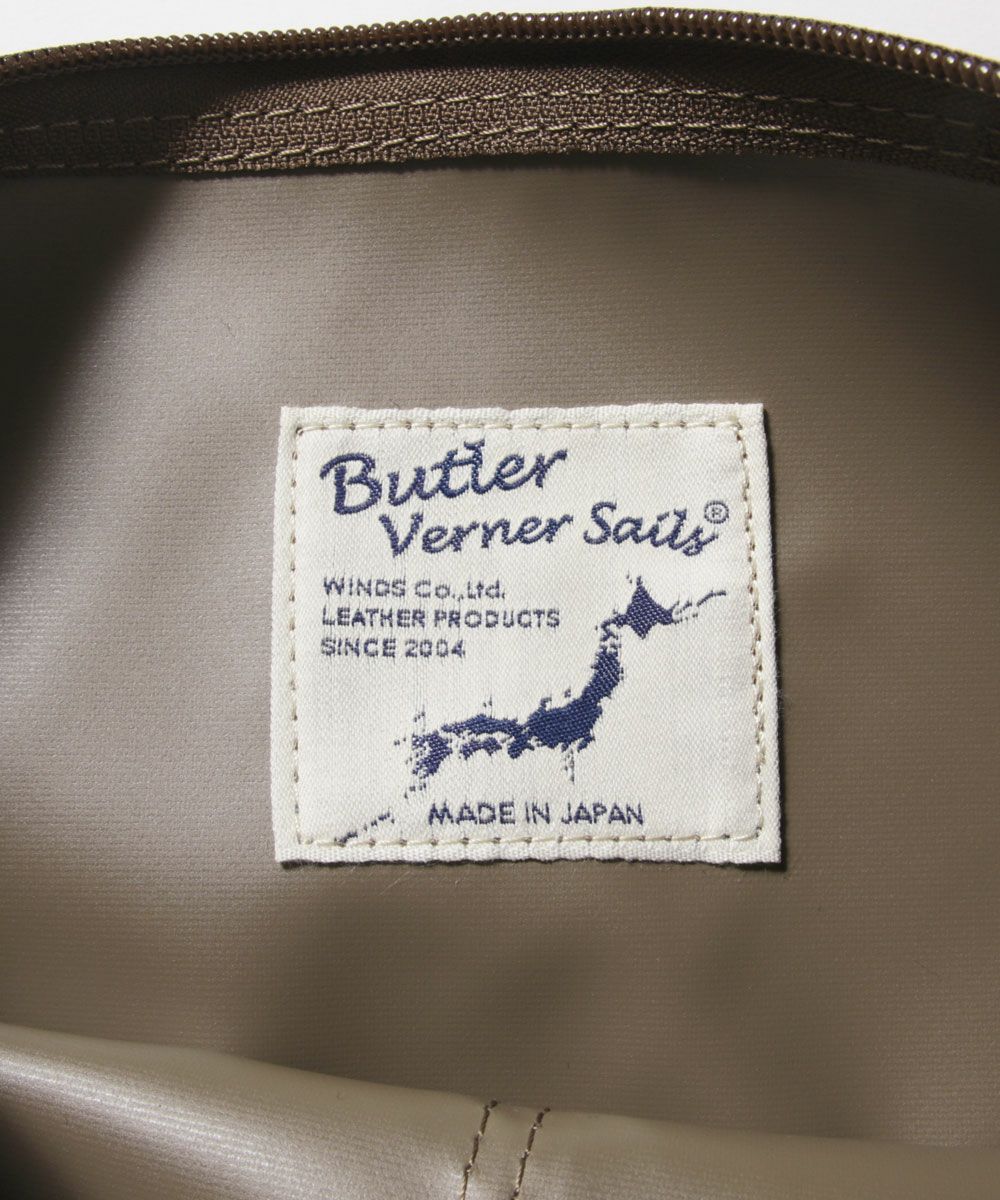 Butler
Verner Sails®
WINDS Co.,Ltd.
LEATHER PRODUCTS
SINCE 2004
MADE IN JAPAN